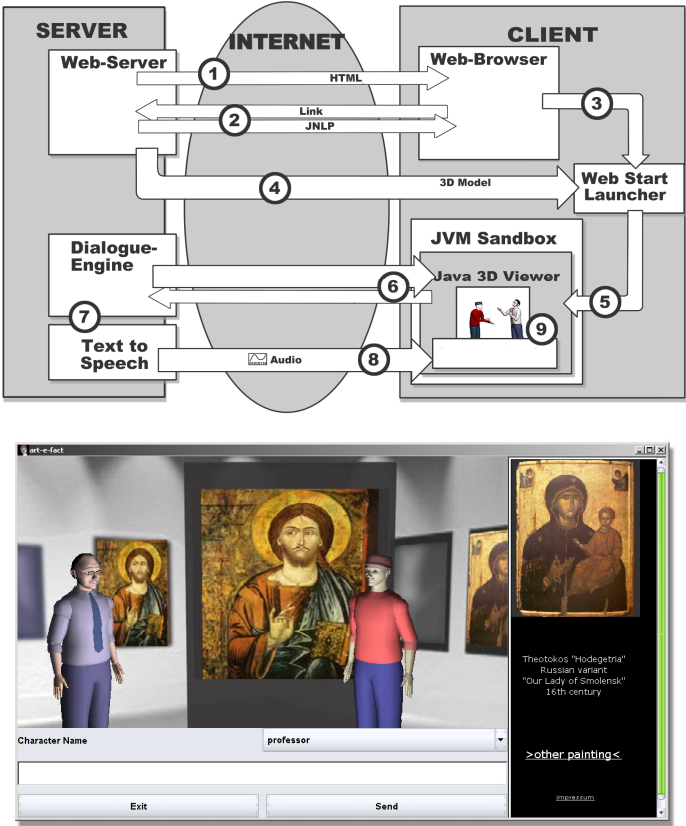 SERVER
INTERNET
CLIENT
Web-Server
Web-Browser
1
HTML
Link
2
JNLP
3
4
3D Model
Web Start
Launcher
JVM Sandbox
Dialogue-
Engine
Java 3D Viewer
6
5
7
9
Text to
Speech
Audio
8
art-e-fact
Theotokos "Hodegetria"
Russian variant
"Our Lady of Smolensk"
16th century
Character Name
professor
>other painting<
Exit
Send
Impressum